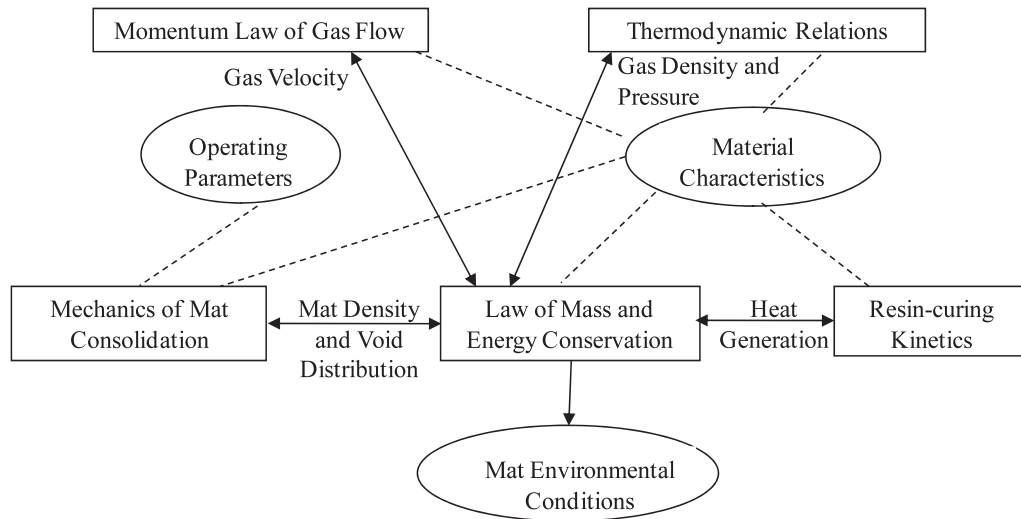 Momentum Law of Gas Flow
Thermodynamic Relations
Gas Velocity
Gas Density and
Pressure
Operating
Parameters
Material
Characteristics
Mechanics of Mat
Consolidation
Mat Density
and Void
Distribution
Law of Mass and
Energy Conservation
Heat
Generation
Resin-curing
Kinetics
Mat Environmental
Conditions